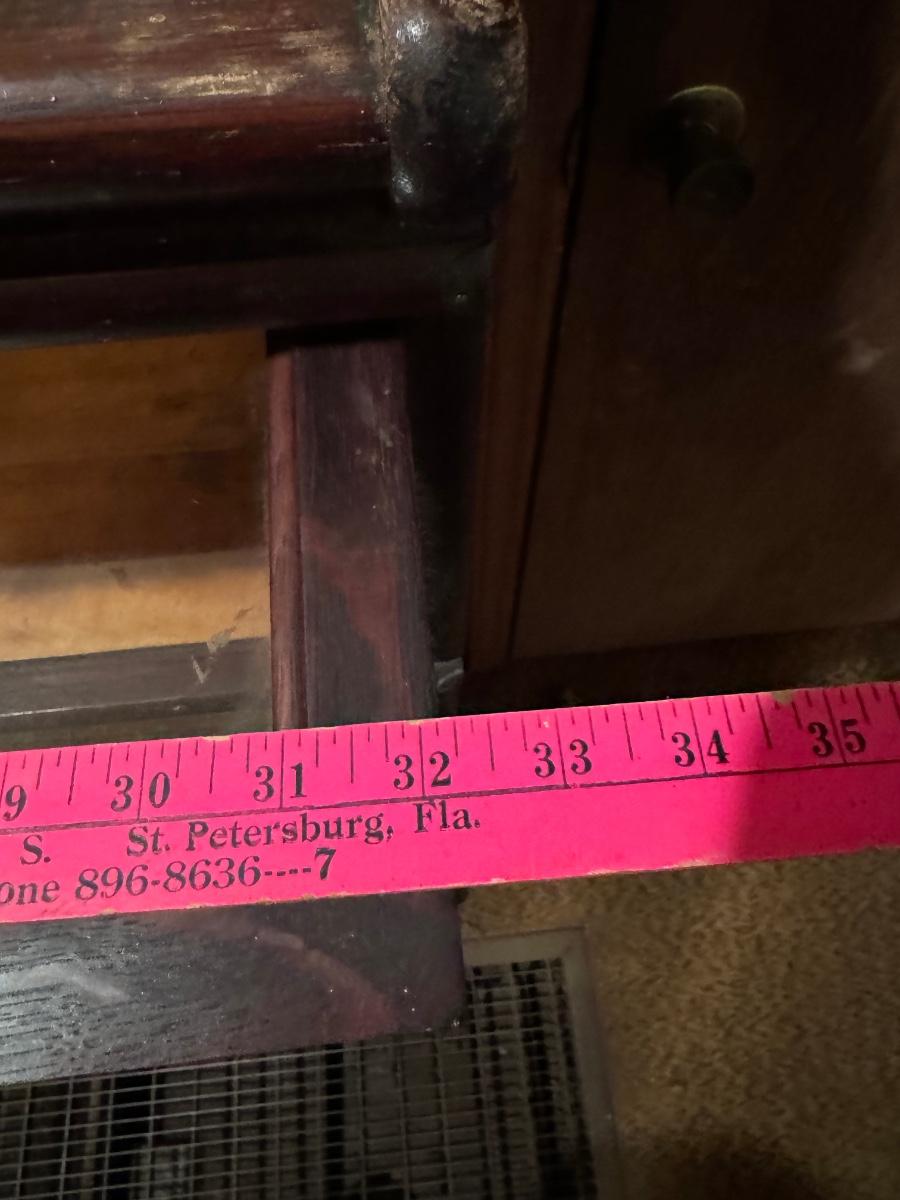 9 30 31 32 33 34 35
S. St. Petersburg, Fla.
one 896-8636----7